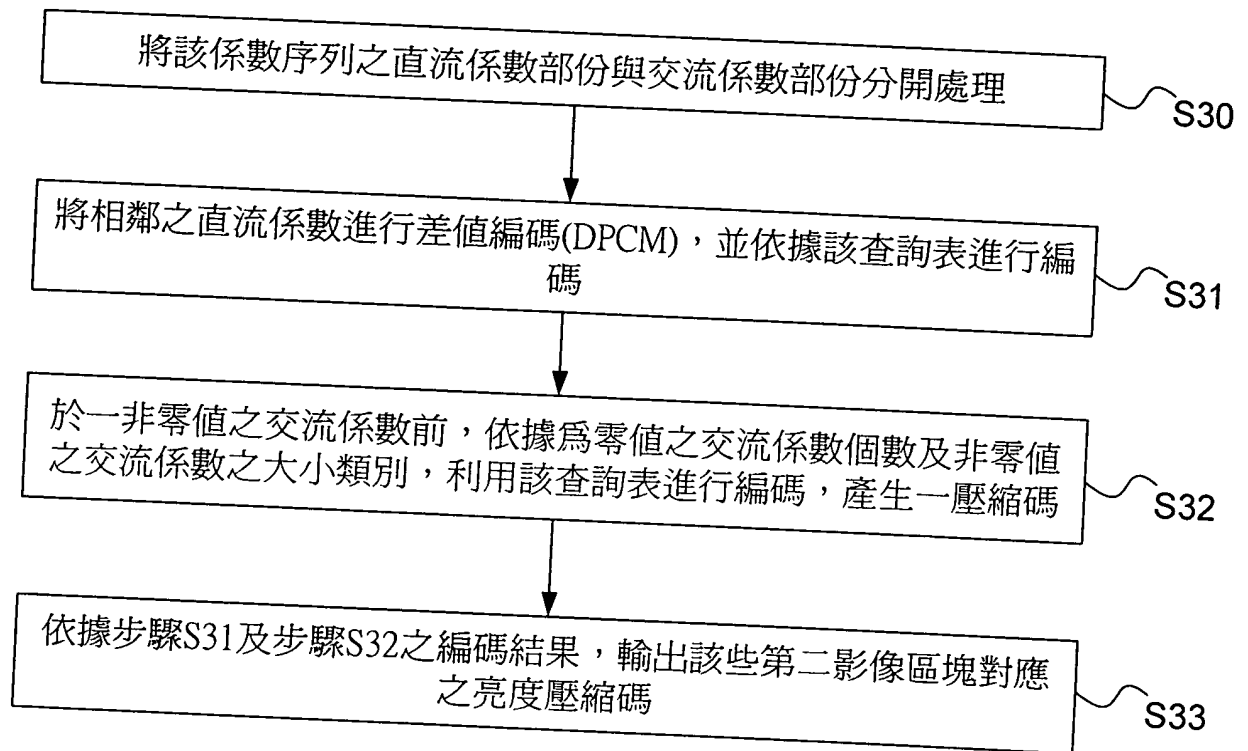 將該係數序列之直流係數部份與交流係數部份分開處理
S30
將相鄰之直流係數進行差值編碼(DPCM)，並依據該查詢表進行編
碼
S31
於一非零值之交流係數前，依據為零值之交流係數個數及非零值
之交流係數之大小類別，利用該查詢表進行編碼，產生一壓縮碼
S32
依據步驟S31及步驟S32之編碼結果，輸出該些第二影像區塊對應
之亮度壓縮碼
S33